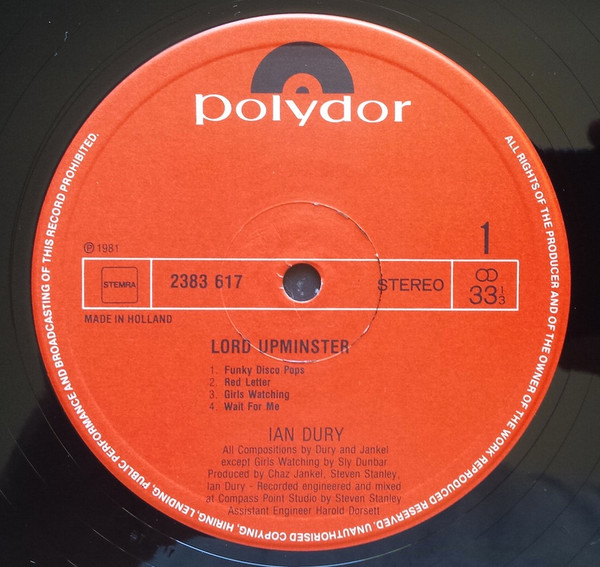 polydor
1
℗ 1981
STEMRA
2383 617
STEREO
33 1/3
MADE IN HOLLAND
LORD UPMINSTER
1. Funky Disco Pops
2. Red Letter
3. Girls Watching
4. Wait For Me
IAN DURY
All Compositions by Dury and Jankel
except Girls Watching by Sly Dunbar
Produced by Chaz Jankel, Steven Stanley,
Ian Dury - Recorded engineered and mixed
at Compass Point Studio by Steven Stanley
Assistant Engineer Harold Dorsett
ALL RIGHTS OF THE PRODUCER AND OF THE OWNER OF THE WORK REPRODUCED RESERVED. UNAUTHORISED COPYING, HIRING, LENDING, PUBLIC PERFORMANCE AND BROADCASTING OF THIS RECORD PROHIBITED.